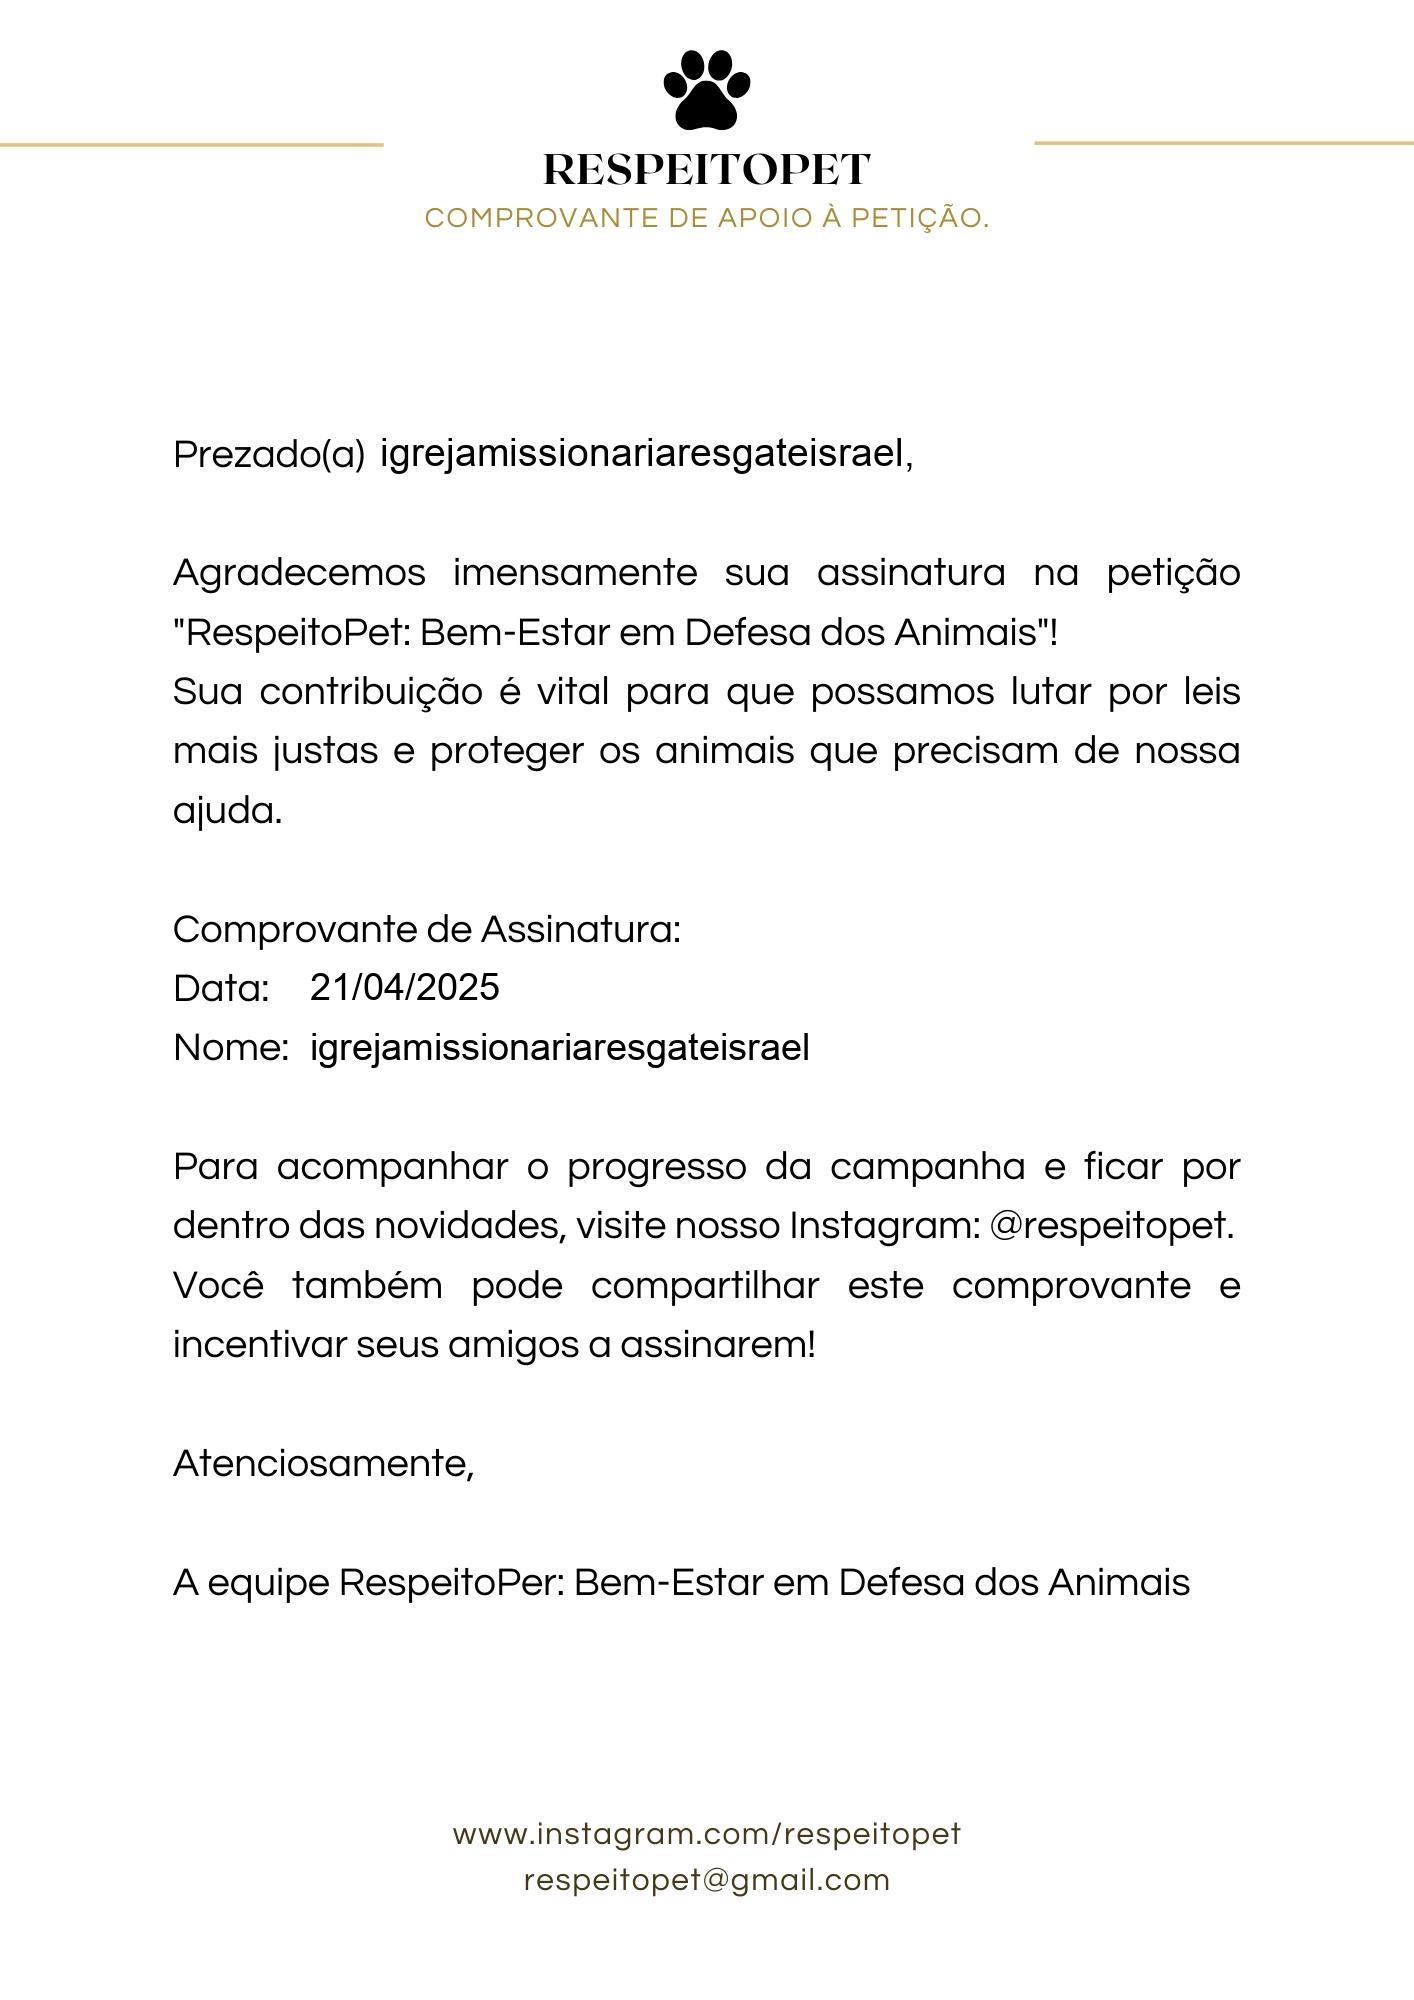 RESPEITOPET
COMPROVANTE DE APOIO À PETIÇÃO.
Prezado(a) igrejamissionariaresgateisrael,
Agradecemos imensamente sua assinatura na petição
"RespeitoPet: Bem-Estar em Defesa dos Animais"!
Sua contribuição é vital para que possamos lutar por leis
mais justas e proteger os animais que precisam de nossa
ajuda.
Comprovante de Assinatura:
Data: 21/04/2025
Nome: igrejamissionariaresgateisrael
Para acompanhar o progresso da campanha e ficar por
dentro das novidades, visite nosso Instagram: @respeitopet.
Você também pode compartilhar este comprovante e
incentivar seus amigos a assinarem!
Atenciosamente,
A equipe RespeitoPer: Bem-Estar em Defesa dos Animais
www.instagram.com/respeitopet
respeitopet@gmail.com